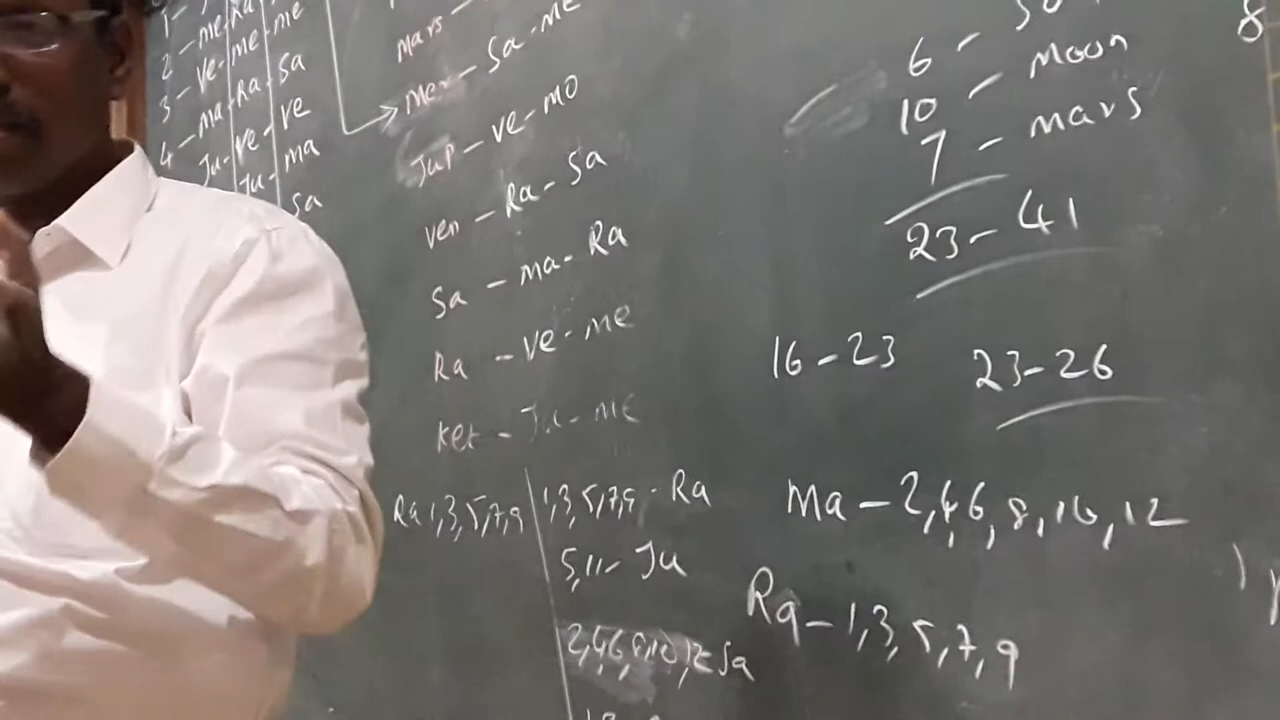 1 -
2 - me - Ra - me
3 - ve - me - Sa
4 - ma - Ra - ve
Ju - ve - ma
Ju - Sa
Mars -
Mer - Sa - Me
Jup - ve - mo
Ven - Ra - Sa
Sa - ma - Ra
Ra - ve - me
Ket - Ju - me
Ra 1,3,5,7,9
1,3,5,7,9 - Ra
5,11 - Ju
2,4,6,8,10,12 Sa
8
6 -
10 - Moon
7 - mars
23 - 41
16 - 23
23 - 26
Ma - 2,4,6,8,10,12
Ra - 1,3,5,7,9